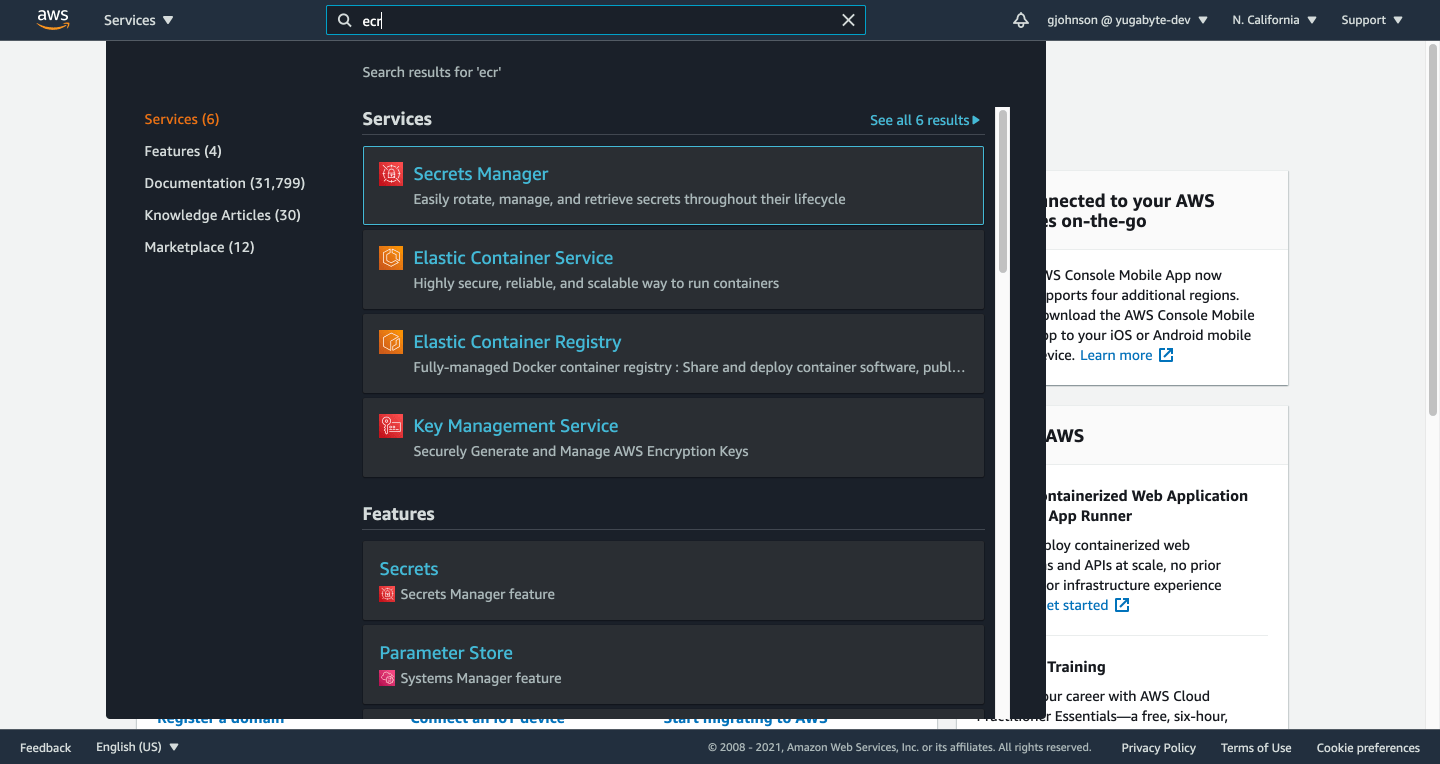 aws
Services
ecr
gjohnson @ yugabyte-dev
N. California
Support
Search results for 'ecr'
Services (6)
Features (4)
Documentation (31,799)
Knowledge Articles (30)
Marketplace (12)
Services
See all 6 results
Secrets Manager
Easily rotate, manage, and retrieve secrets throughout their lifecycle
Elastic Container Service
Highly secure, reliable, and scalable way to run containers
Elastic Container Registry
Fully-managed Docker container registry : Share and deploy container software, publ...
Key Management Service
Securely Generate and Manage AWS Encryption Keys
Features
Secrets
Secrets Manager feature
Parameter Store
Systems Manager feature
nnected to your AWS
es on-the-go
WS Console Mobile App now
pports four additional regions.
ownload the AWS Console Mobile
pp to your iOS or Android mobile
evice. Learn more
AWS
ontainerized Web Application
App Runner
ploy containerized web
s and APIs at scale, no prior
or infrastructure experience
et started
Training
our career with AWS Cloud
Practitioner Essentials—a free, six-hour,
Register a domain
Connect an IoT device
Start migrating to AWS
Feedback
English (US)
© 2008 - 2021, Amazon Web Services, Inc. or its affiliates. All rights reserved.
Privacy Policy
Terms of Use
Cookie preferences